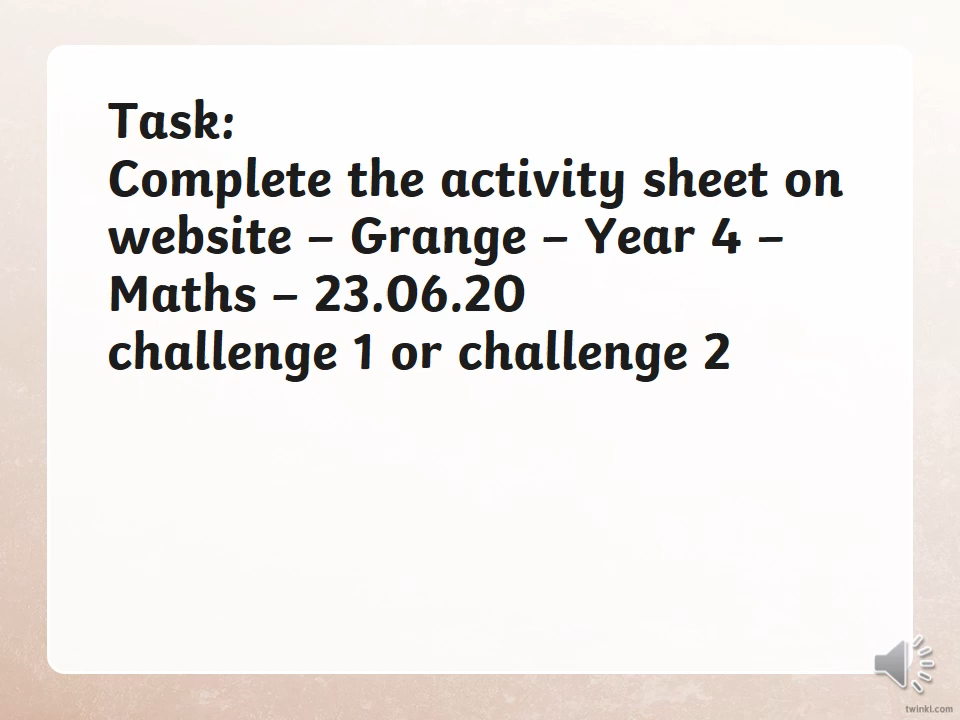 Task:
Complete the activity sheet on
website – Grange – Year 4 –
Maths – 23.06.20
challenge 1 or challenge 2
twinkl.com